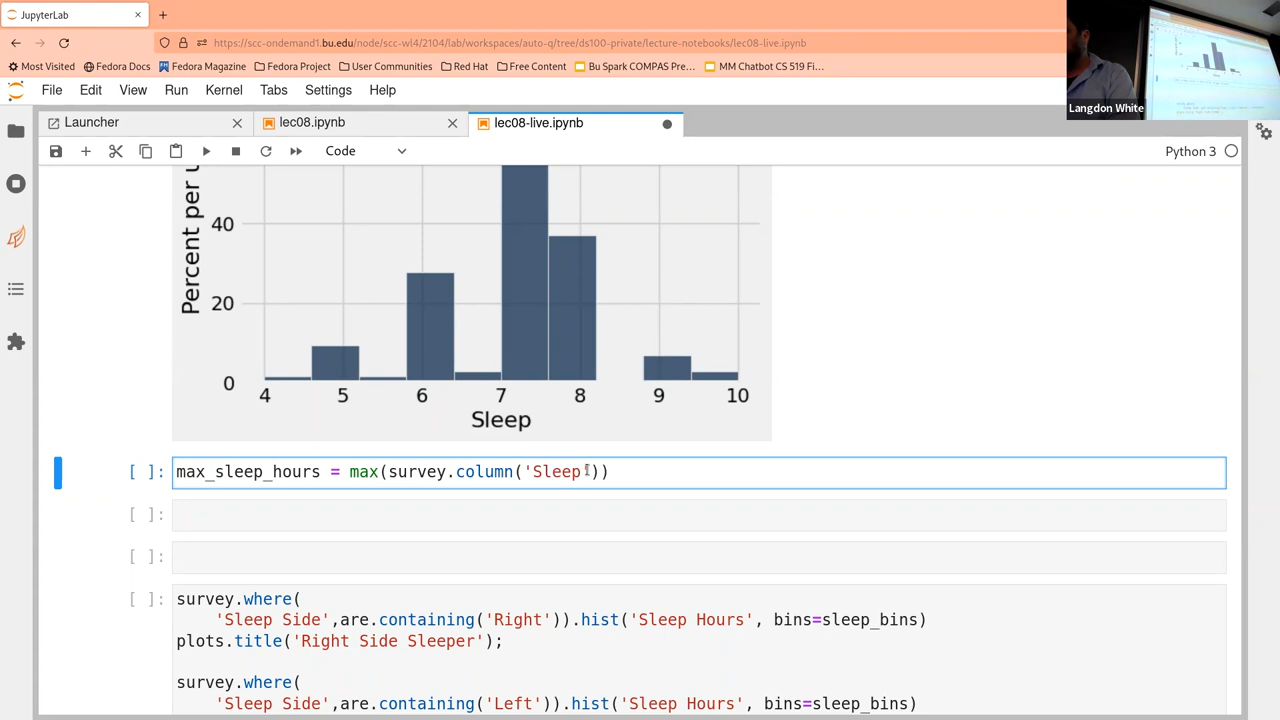 JupyterLab
https://scc-ondemand1.bu.edu/node/scc-wl4/2104/lab/workspaces/auto-q/tree/ds100-private/lecture-notebooks/lec08-live.ipynb
Most Visited Fedora Docs Fedora Magazine Fedora Project User Communities Red Hat Free Content Bu Spark COMPAS Pre... MM Chatbot CS 519 Fi...
Langdon White
File Edit View Run Kernel Tabs Settings Help
Launcher lec08.ipynb lec08-live.ipynb
Code Python 3
Percent per u
40
20
0
4 5 6 7 8 9 10
Sleep
[ ]: max_sleep_hours = max(survey.column('Sleep'))
[ ]:
[ ]:
[ ]: survey.where(
'Sleep Side',are.containing('Right')).hist('Sleep Hours', bins=sleep_bins)
plots.title('Right Side Sleeper');
survey.where(
'Sleep Side',are.containing('Left')).hist('Sleep Hours', bins=sleep_bins)